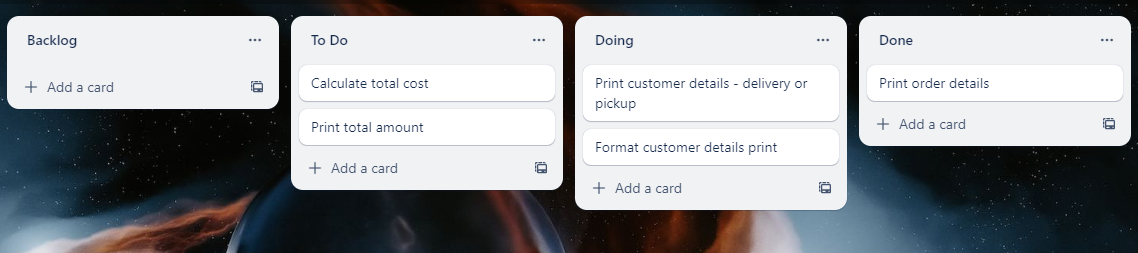 Backlog
Add a card
To Do
Calculate total cost
Print total amount
Add a card
Doing
Print customer details - delivery or
pickup
Format customer details print
Add a card
Done
Print order details
Add a card